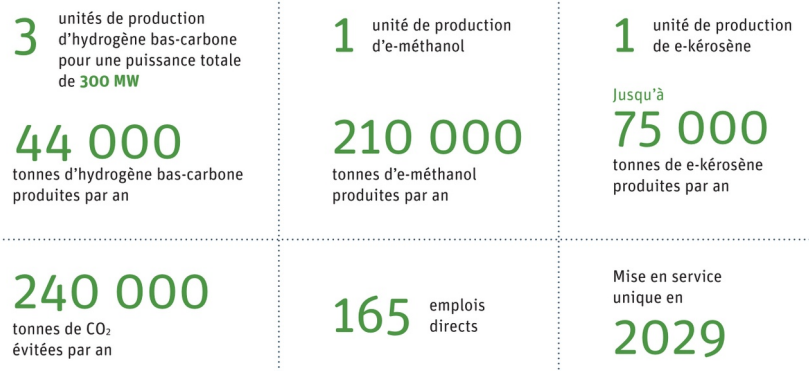 3
unités de production
d'hydrogène bas-carbone
pour une puissance totale
de 300 MW
44 000
tonnes d'hydrogène bas-carbone
produites par an
1
unité de production
d'e-méthanol
210 000
tonnes d'e-méthanol
produites par an
1
unité de production
de e-kérosène
Jusqu'à
75 000
tonnes de e-kérosène
produites par an
240 000
tonnes de CO₂
évitées par an
165
emplois
directs
Mise en service
unique en
2029